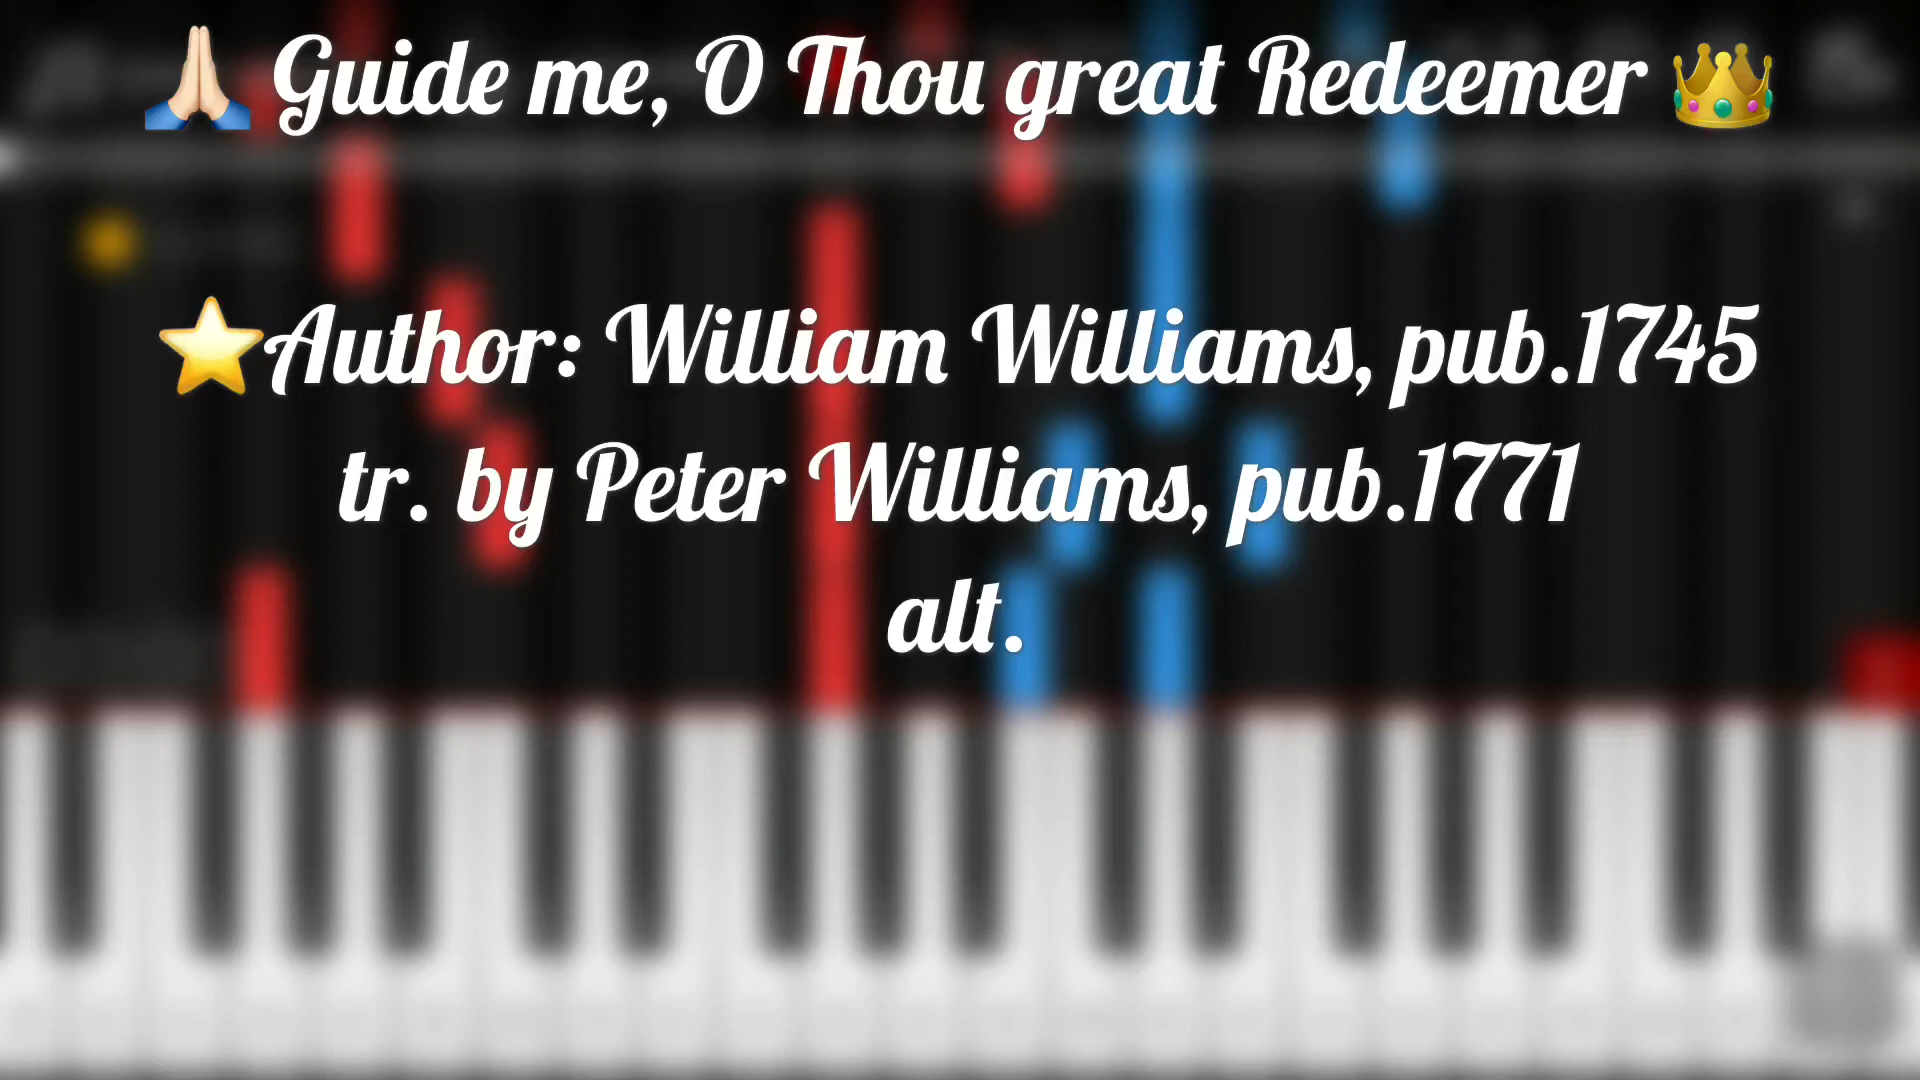 🙏🏻 Guide me, O Thou great Redeemer 👑
⭐Author: William Williams, pub.1745
tr. by Peter Williams, pub.1771
alt.